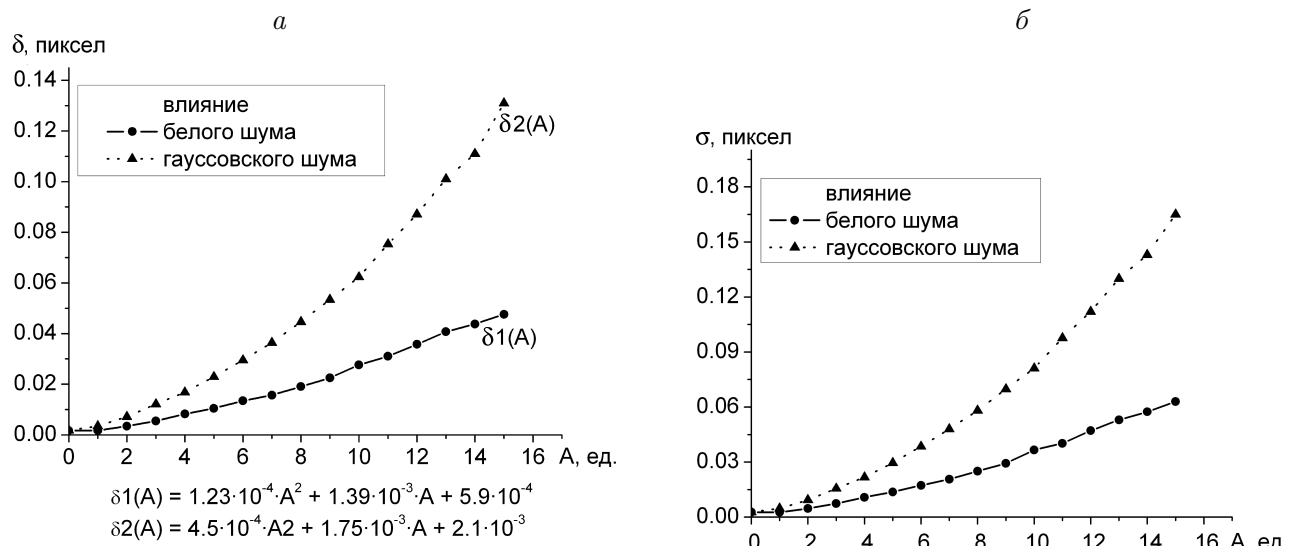 а
δ, пиксел
0.14
0.12
0.10
0.08
0.06
0.04
0.02
0.00
влияние
белого шума
гауссовского шума
δ2(A)
δ1(A)
0 2 4 6 8 10 12 14 16 А, ед.
δ1(A) = 1.23·10⁻⁴·A² + 1.39·10⁻³·A + 5.9·10⁻⁴
δ2(A) = 4.5·10⁻⁴·A2 + 1.75·10⁻³·A + 2.1·10⁻³
б
σ, пиксел
0.18
0.15
0.12
0.09
0.06
0.03
0.00
влияние
белого шума
гауссовского шума
0 2 4 6 8 10 12 14 16 А, ед.